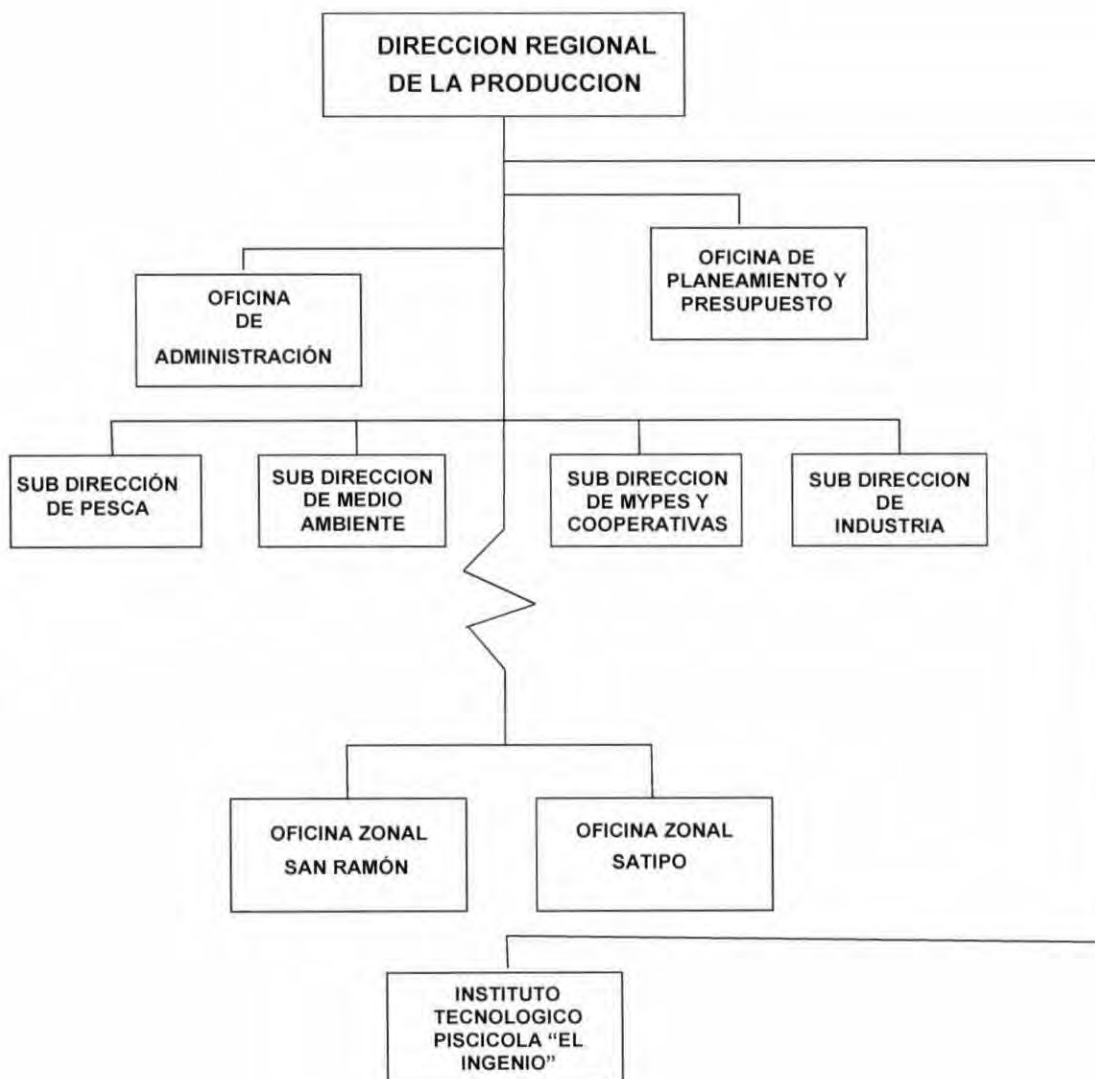 DIRECCION REGIONAL
DE LA PRODUCCION
OFICINA DE
PLANEAMIENTO Y
PRESUPUESTO
OFICINA
DE
ADMINISTRACIÓN
SUB DIRECCIÓN
DE PESCA
SUB DIRECCION
DE MEDIO
AMBIENTE
SUB DIRECCION
DE MYPES Y
COOPERATIVAS
SUB DIRECCION
DE
INDUSTRIA
OFICINA ZONAL
SAN RAMÓN
OFICINA ZONAL
SATIPO
INSTITUTO
TECNOLOGICO
PISCICOLA “EL
INGENIO”